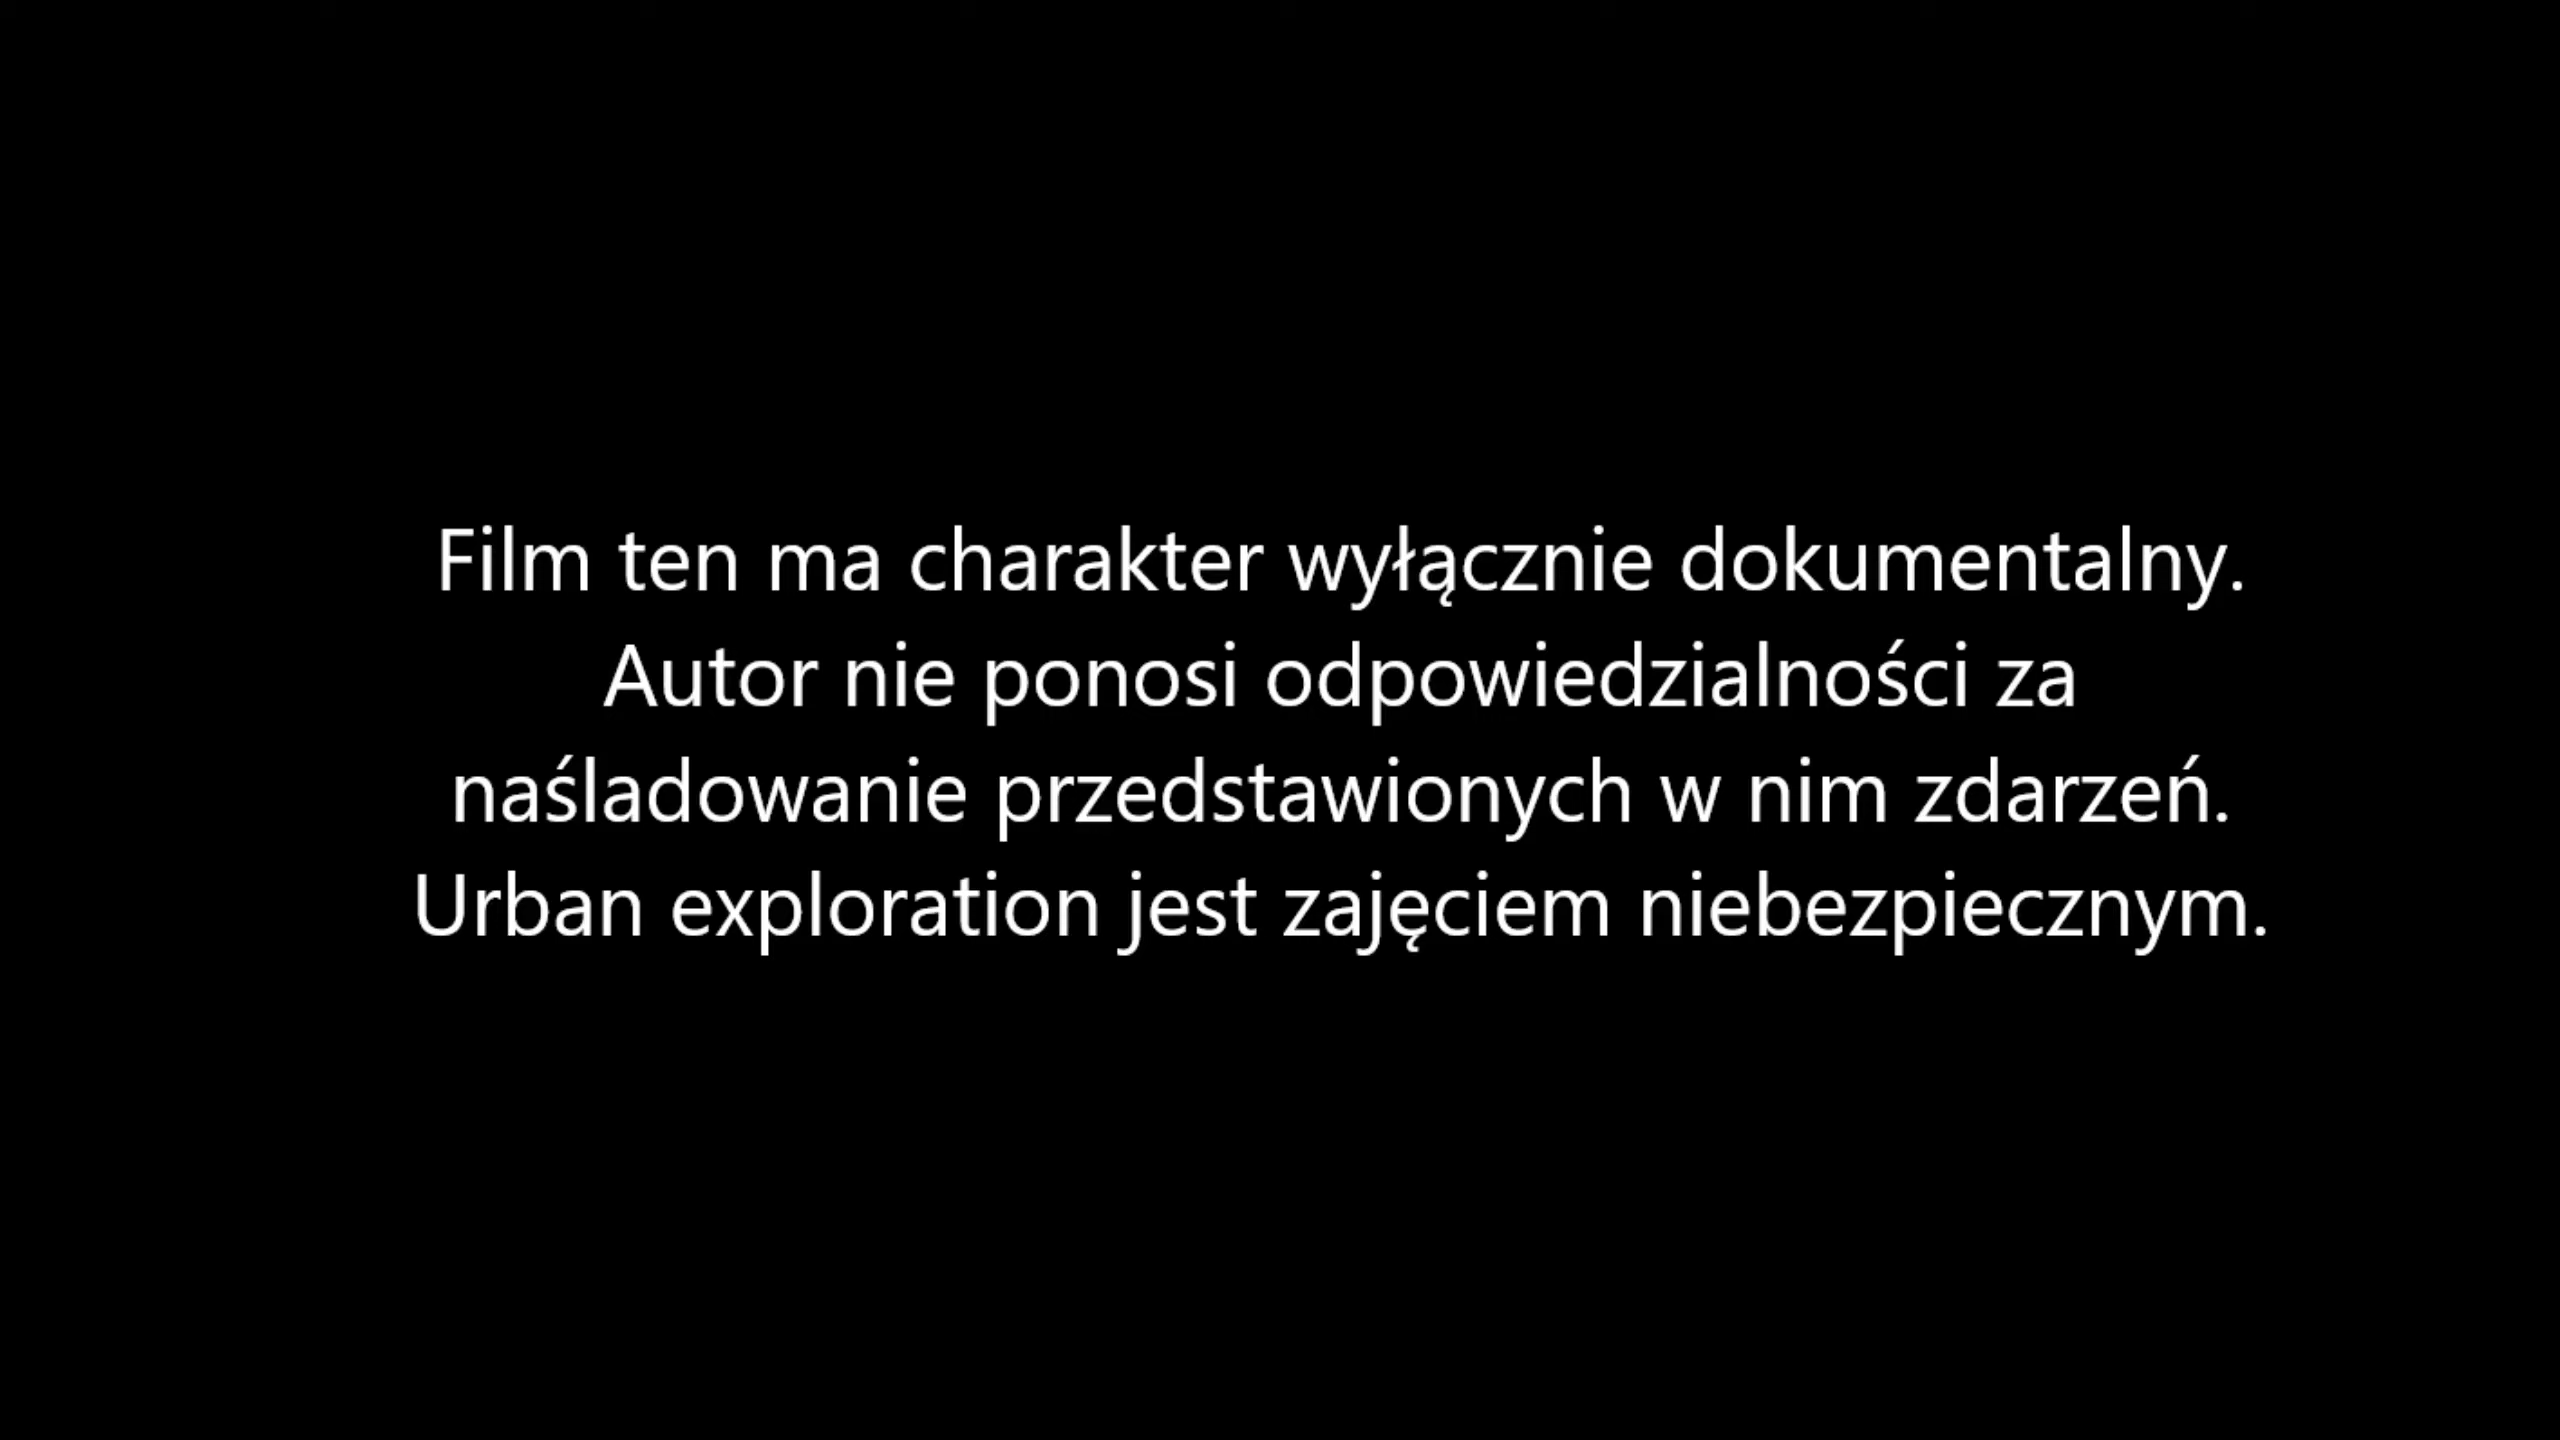 Film ten ma charakter wyłącznie dokumentalny.
Autor nie ponosi odpowiedzialności za
naśladowanie przedstawionych w nim zdarzeń.
Urban exploration jest zajęciem niebezpiecznym.